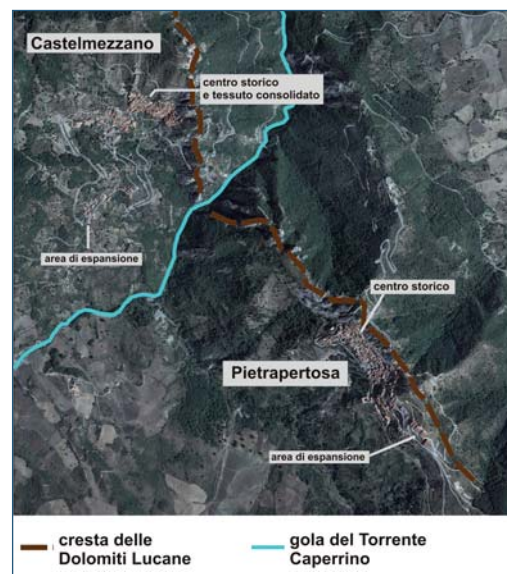 Castelmezzano
centro storico
e tessuto consolidato
area di espansione
centro storico
Pietrapertosa
area di espansione
cresta delle
Dolomiti Lucane
gola del Torrente
Caperrino